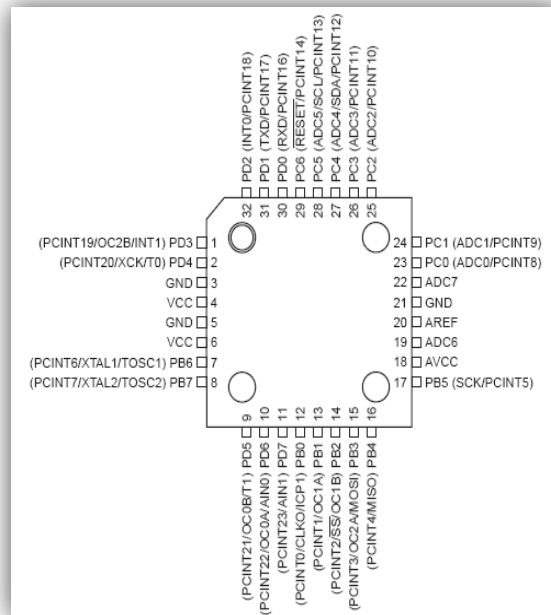 32 PD2 (INT0/PCINT18)
31 PD1 (TXD/PCINT17)
30 PD0 (RXD/PCINT16)
29 PC6 (RESET/PCINT14)
28 PC5 (ADC5/SCL/PCINT13)
27 PC4 (ADC4/SDA/PCINT12)
26 PC3 (ADC3/PCINT11)
25 PC2 (ADC2/PCINT10)
(PCINT19/OC2B/INT1) PD3 1
(PCINT20/XCK/T0) PD4 2
GND 3
VCC 4
GND 5
VCC 6
(PCINT6/XTAL1/TOSC1) PB6 7
(PCINT7/XTAL2/TOSC2) PB7 8
24 PC1 (ADC1/PCINT9)
23 PC0 (ADC0/PCINT8)
22 ADC7
21 GND
20 AREF
19 ADC6
18 AVCC
17 PB5 (SCK/PCINT5)
(PCINT21/OC0B/T1) PD5 9
(PCINT22/OC0A/AIN0) PD6 10
(PCINT23/AIN1) PD7 11
(PCINT0/CLKO/ICP1) PB0 12
(PCINT1/OC1A) PB1 13
(PCINT2/SS/OC1B) PB2 14
(PCINT3/OC2A/MOSI) PB3 15
(PCINT4/MISO) PB4 16